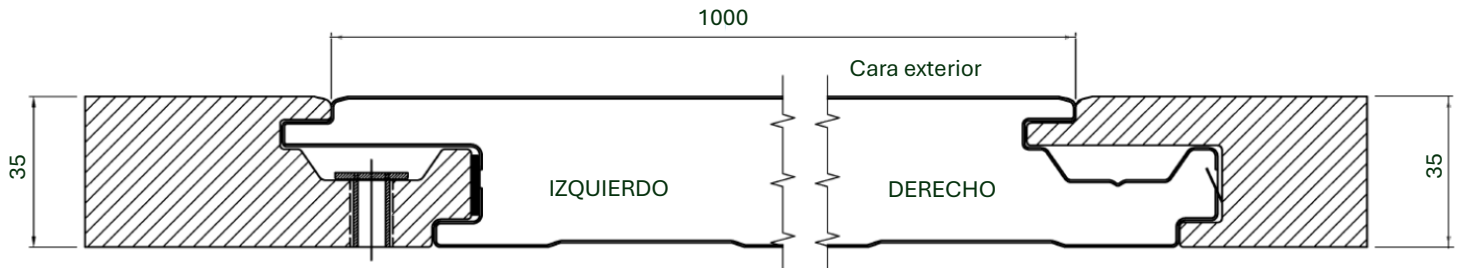 1000
Cara exterior
35
35
IZQUIERDO
DERECHO